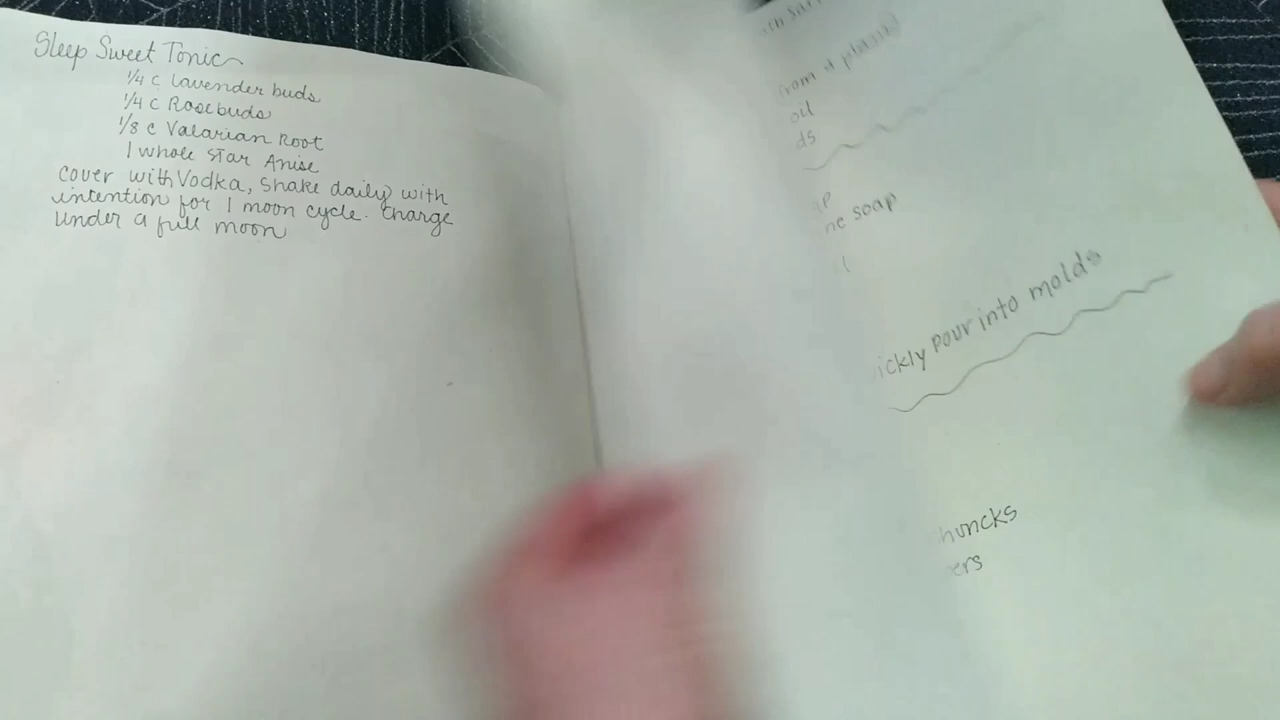 Sleep Sweet Tonic
1/4 c Lavender buds
1/4 c Rosebuds
1/8 c Valarian Root
1 whole Star Anise
cover with Vodka, Shake daily with
intention for 1 moon cycle. Charge
under a full moon
oil
ds
soap
ickly pour into molds
huncks
ers